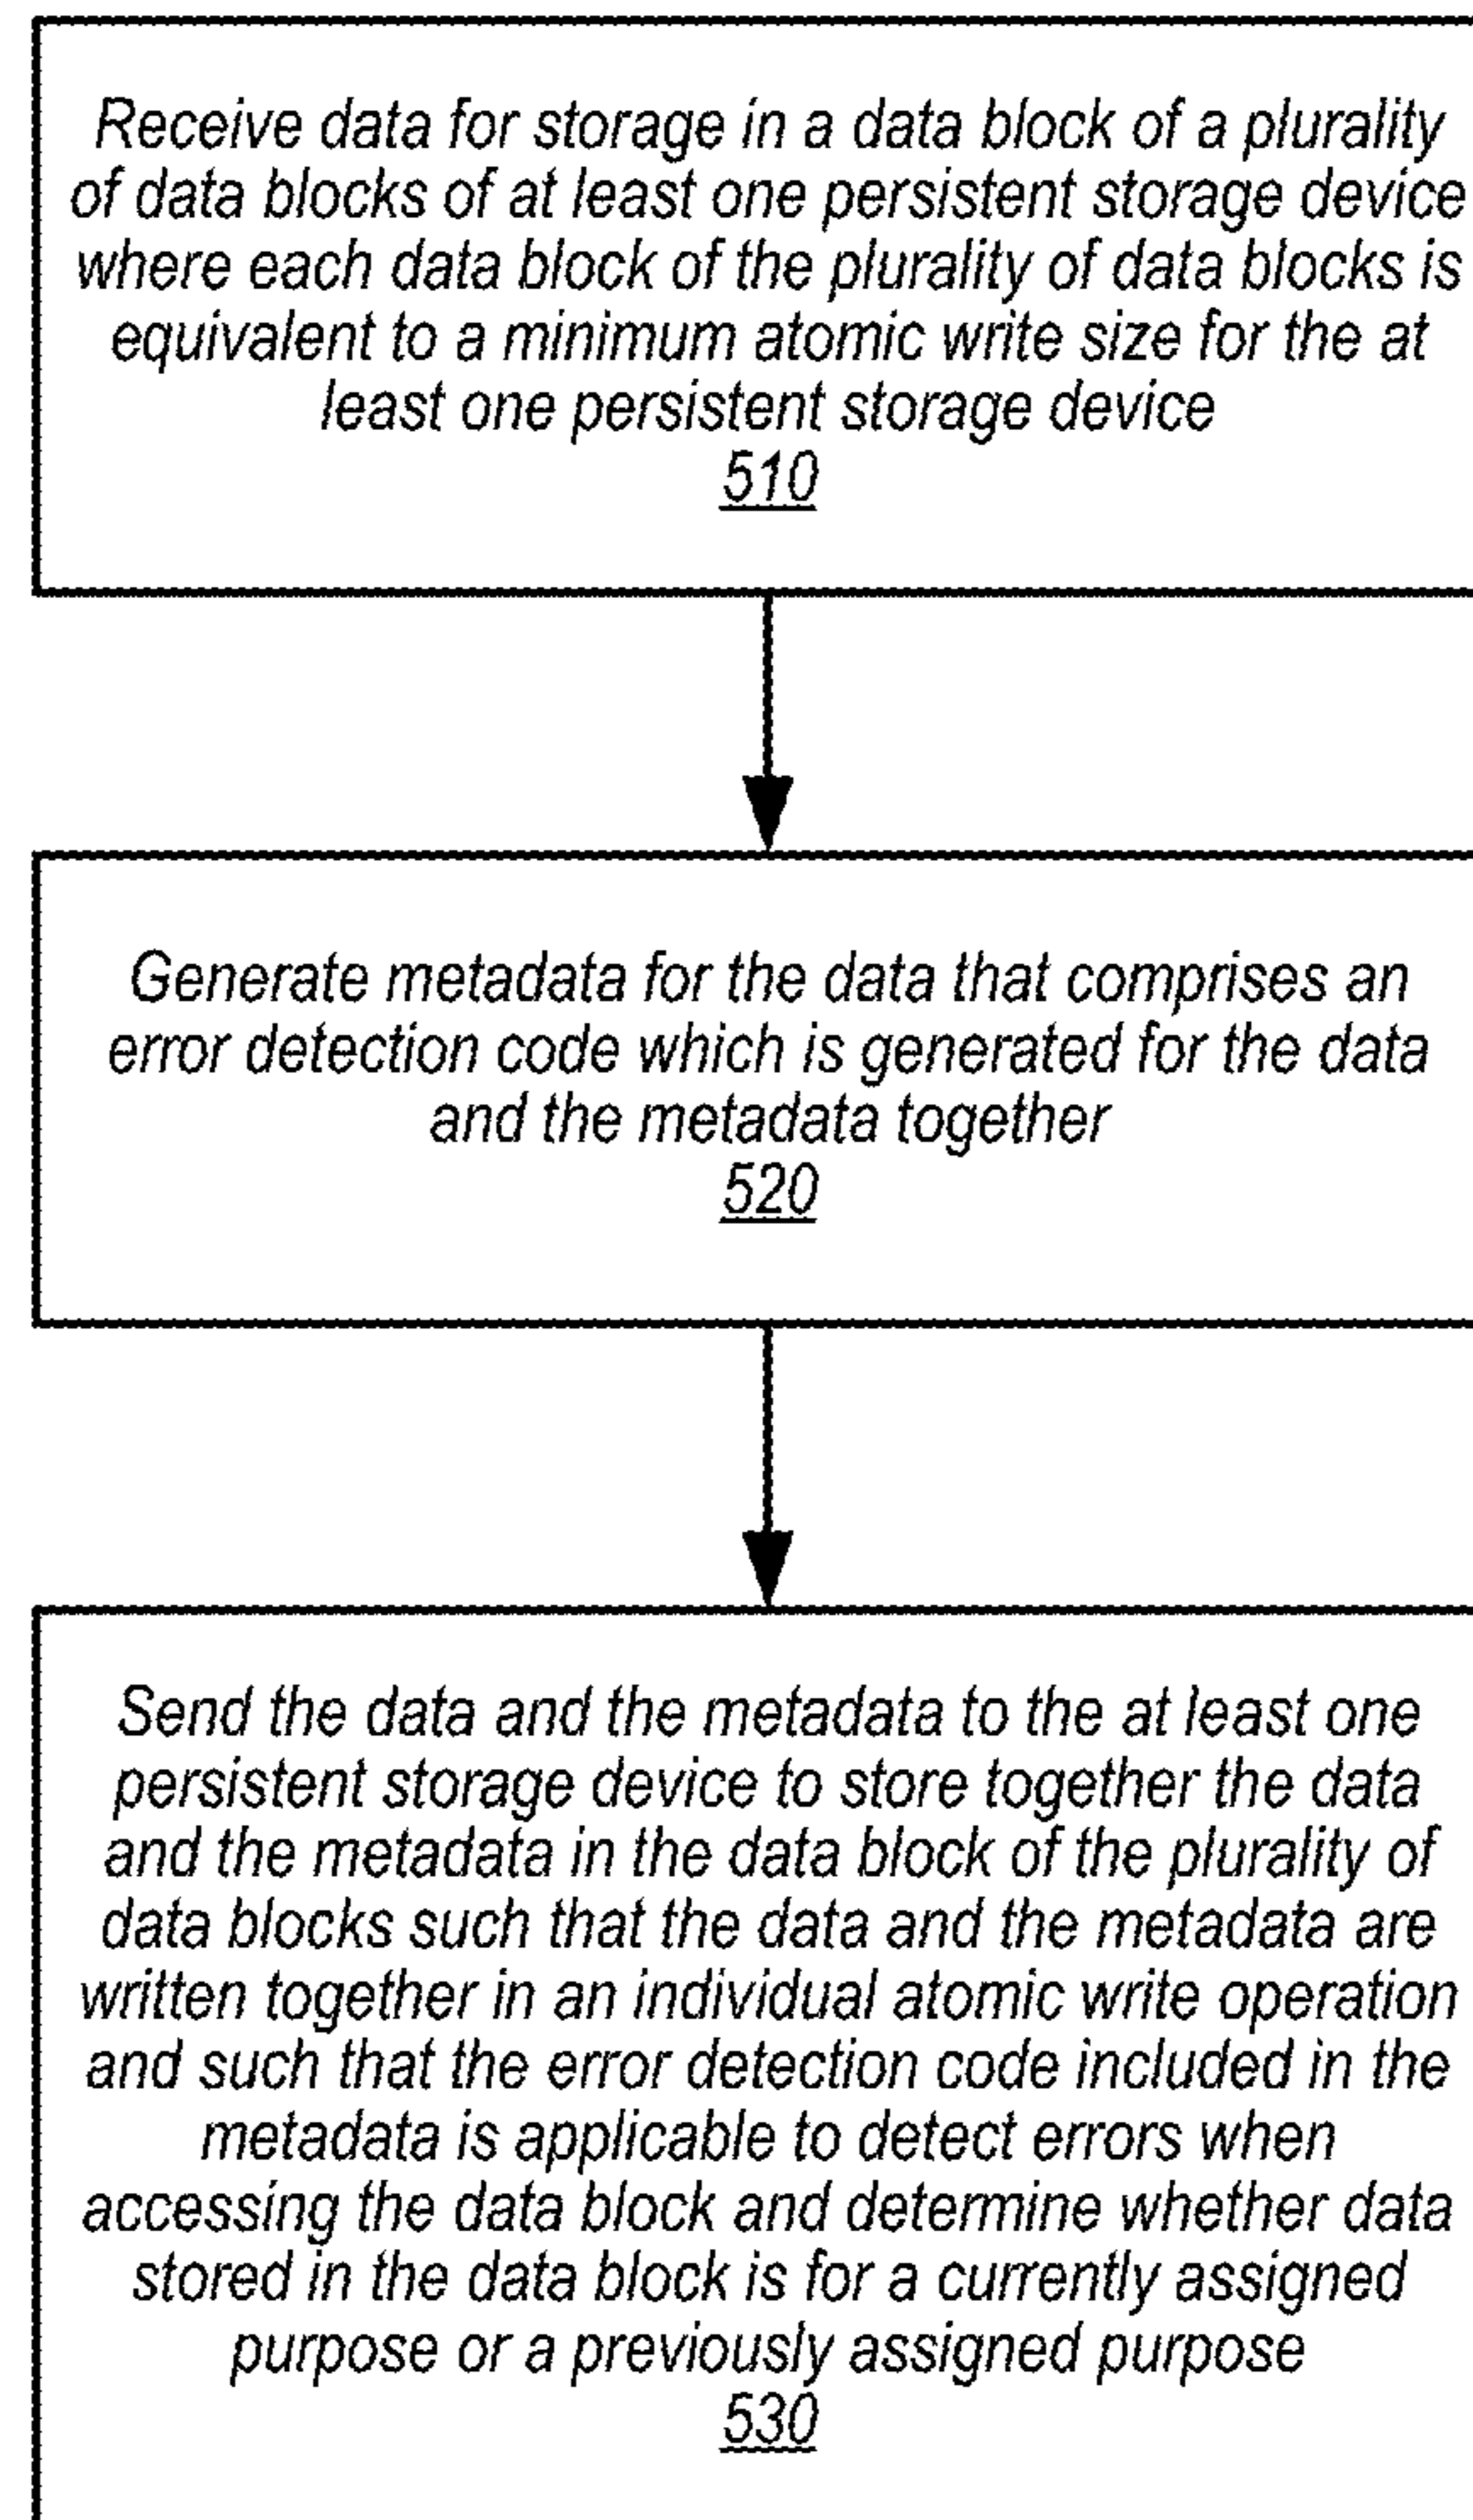 Receive data for storage in a data block of a plurality
of data blocks of at least one persistent storage device
where each data block of the plurality of data blocks is
equivalent to a minimum atomic write size for the at
least one persistent storage device
510
Generate metadata for the data that comprises an
error detection code which is generated for the data
and the metadata together
520
Send the data and the metadata to the at least one
persistent storage device to store together the data
and the metadata in the data block of the plurality of
data blocks such that the data and the metadata are
written together in an individual atomic write operation
and such that the error detection code included in the
metadata is applicable to detect errors when
accessing the data block and determine whether data
stored in the data block is for a currently assigned
purpose or a previously assigned purpose
530